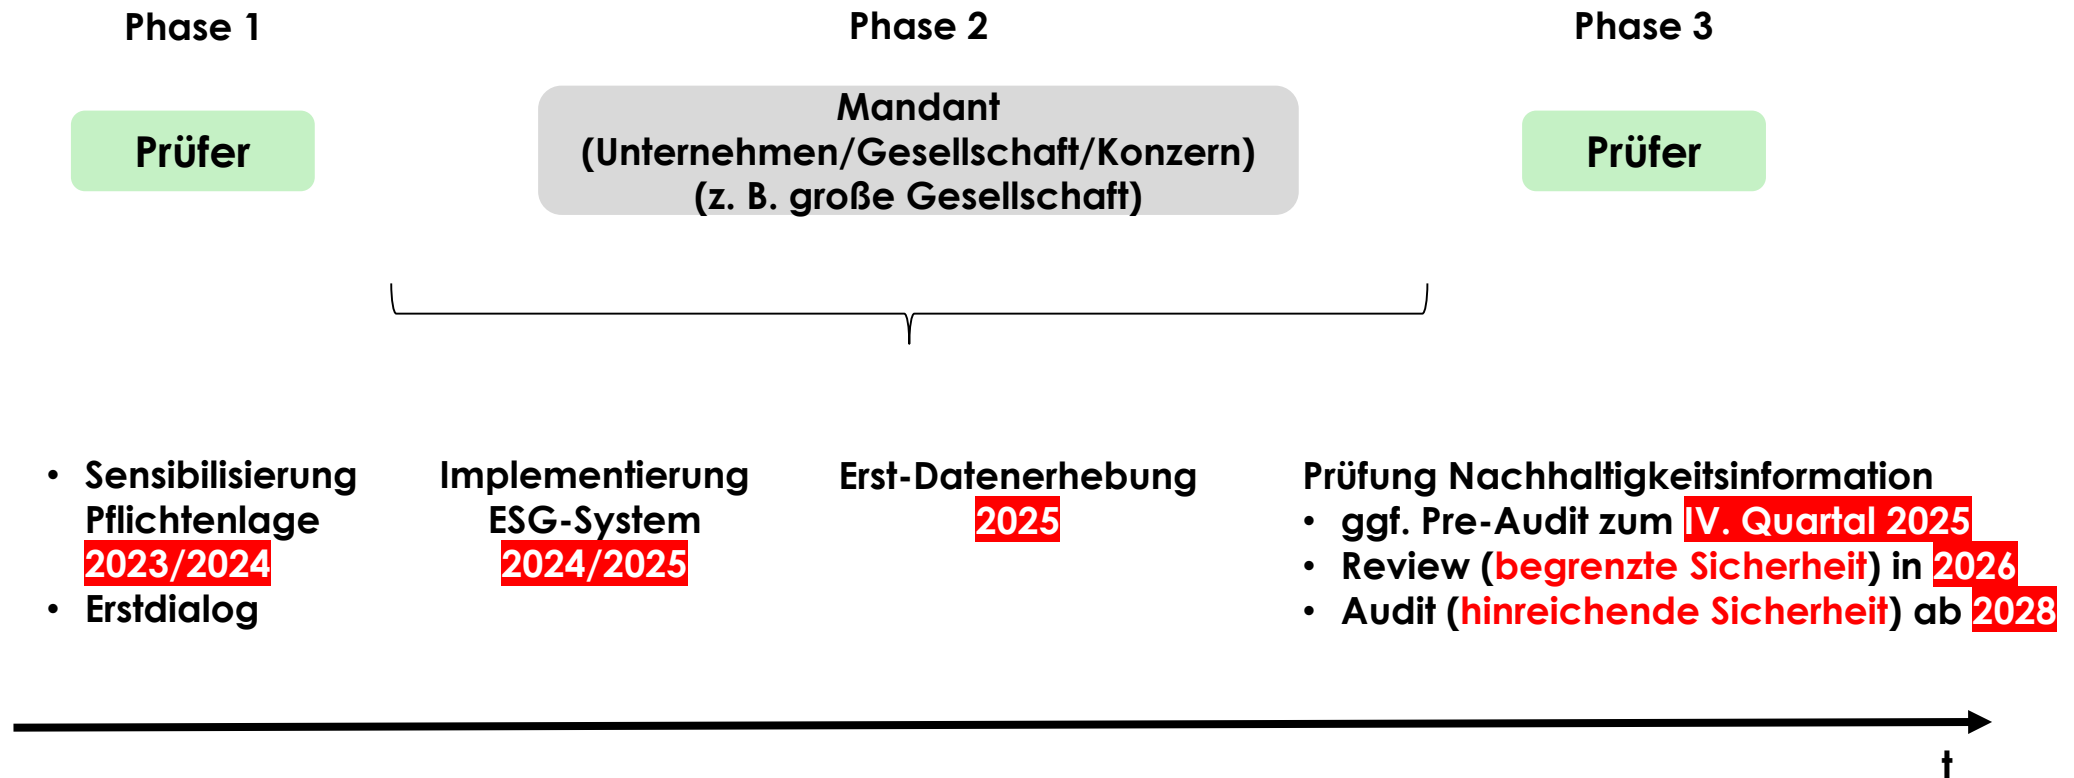 Phase 1
Phase 2
Phase 3
Prüfer
Mandant
(Unternehmen/Gesellschaft/Konzern)
(z. B. große Gesellschaft)
Prüfer
• Sensibilisierung
Pflichtenlage
2023/2024
• Erstdialog
Implementierung
ESG-System
2024/2025
Erst-Datenerhebung
2025
Prüfung Nachhaltigkeitsinformation
• ggf. Pre-Audit zum IV. Quartal 2025
• Review (begrenzte Sicherheit) in 2026
• Audit (hinreichende Sicherheit) ab 2028
t